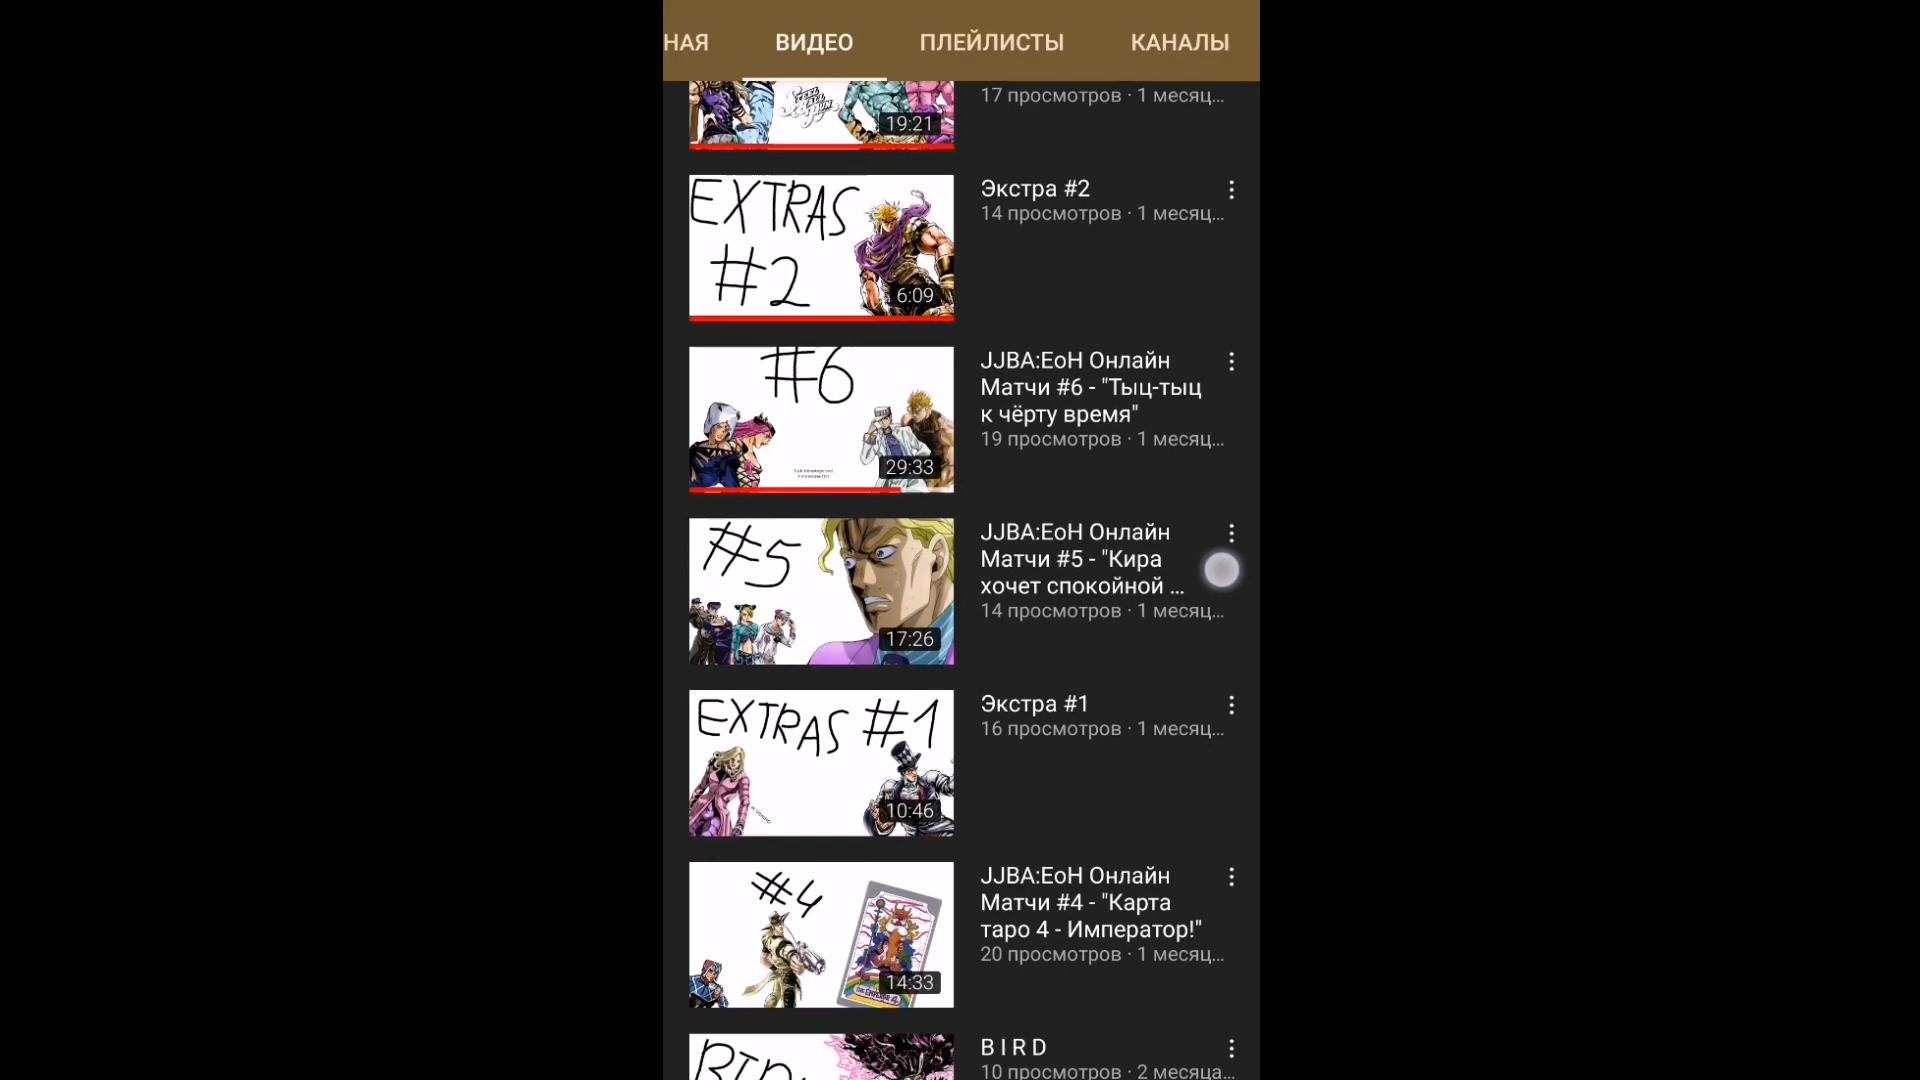 НАЯ ВИДЕО ПЛЕЙЛИСТЫ КАНАЛЫ
STEEL BALL RUN
19:21
17 просмотров · 1 месяц...
EXTRAS
#2
6:09
Экстра #2
14 просмотров · 1 месяц...
#6
29:33
JJBA:EoH Онлайн
Матчи #6 - "Тыц-тыц
к чёрту время"
19 просмотров · 1 месяц...
#5
17:26
JJBA:EoH Онлайн
Матчи #5 - "Кира
хочет спокойной ...
14 просмотров · 1 месяц...
EXTRAS #1
10:46
Экстра #1
16 просмотров · 1 месяц...
#4
14:33
JJBA:EoH Онлайн
Матчи #4 - "Карта
таро 4 - Император!"
20 просмотров · 1 месяц...
BIRD
B I R D
10 просмотров · 2 месяца...